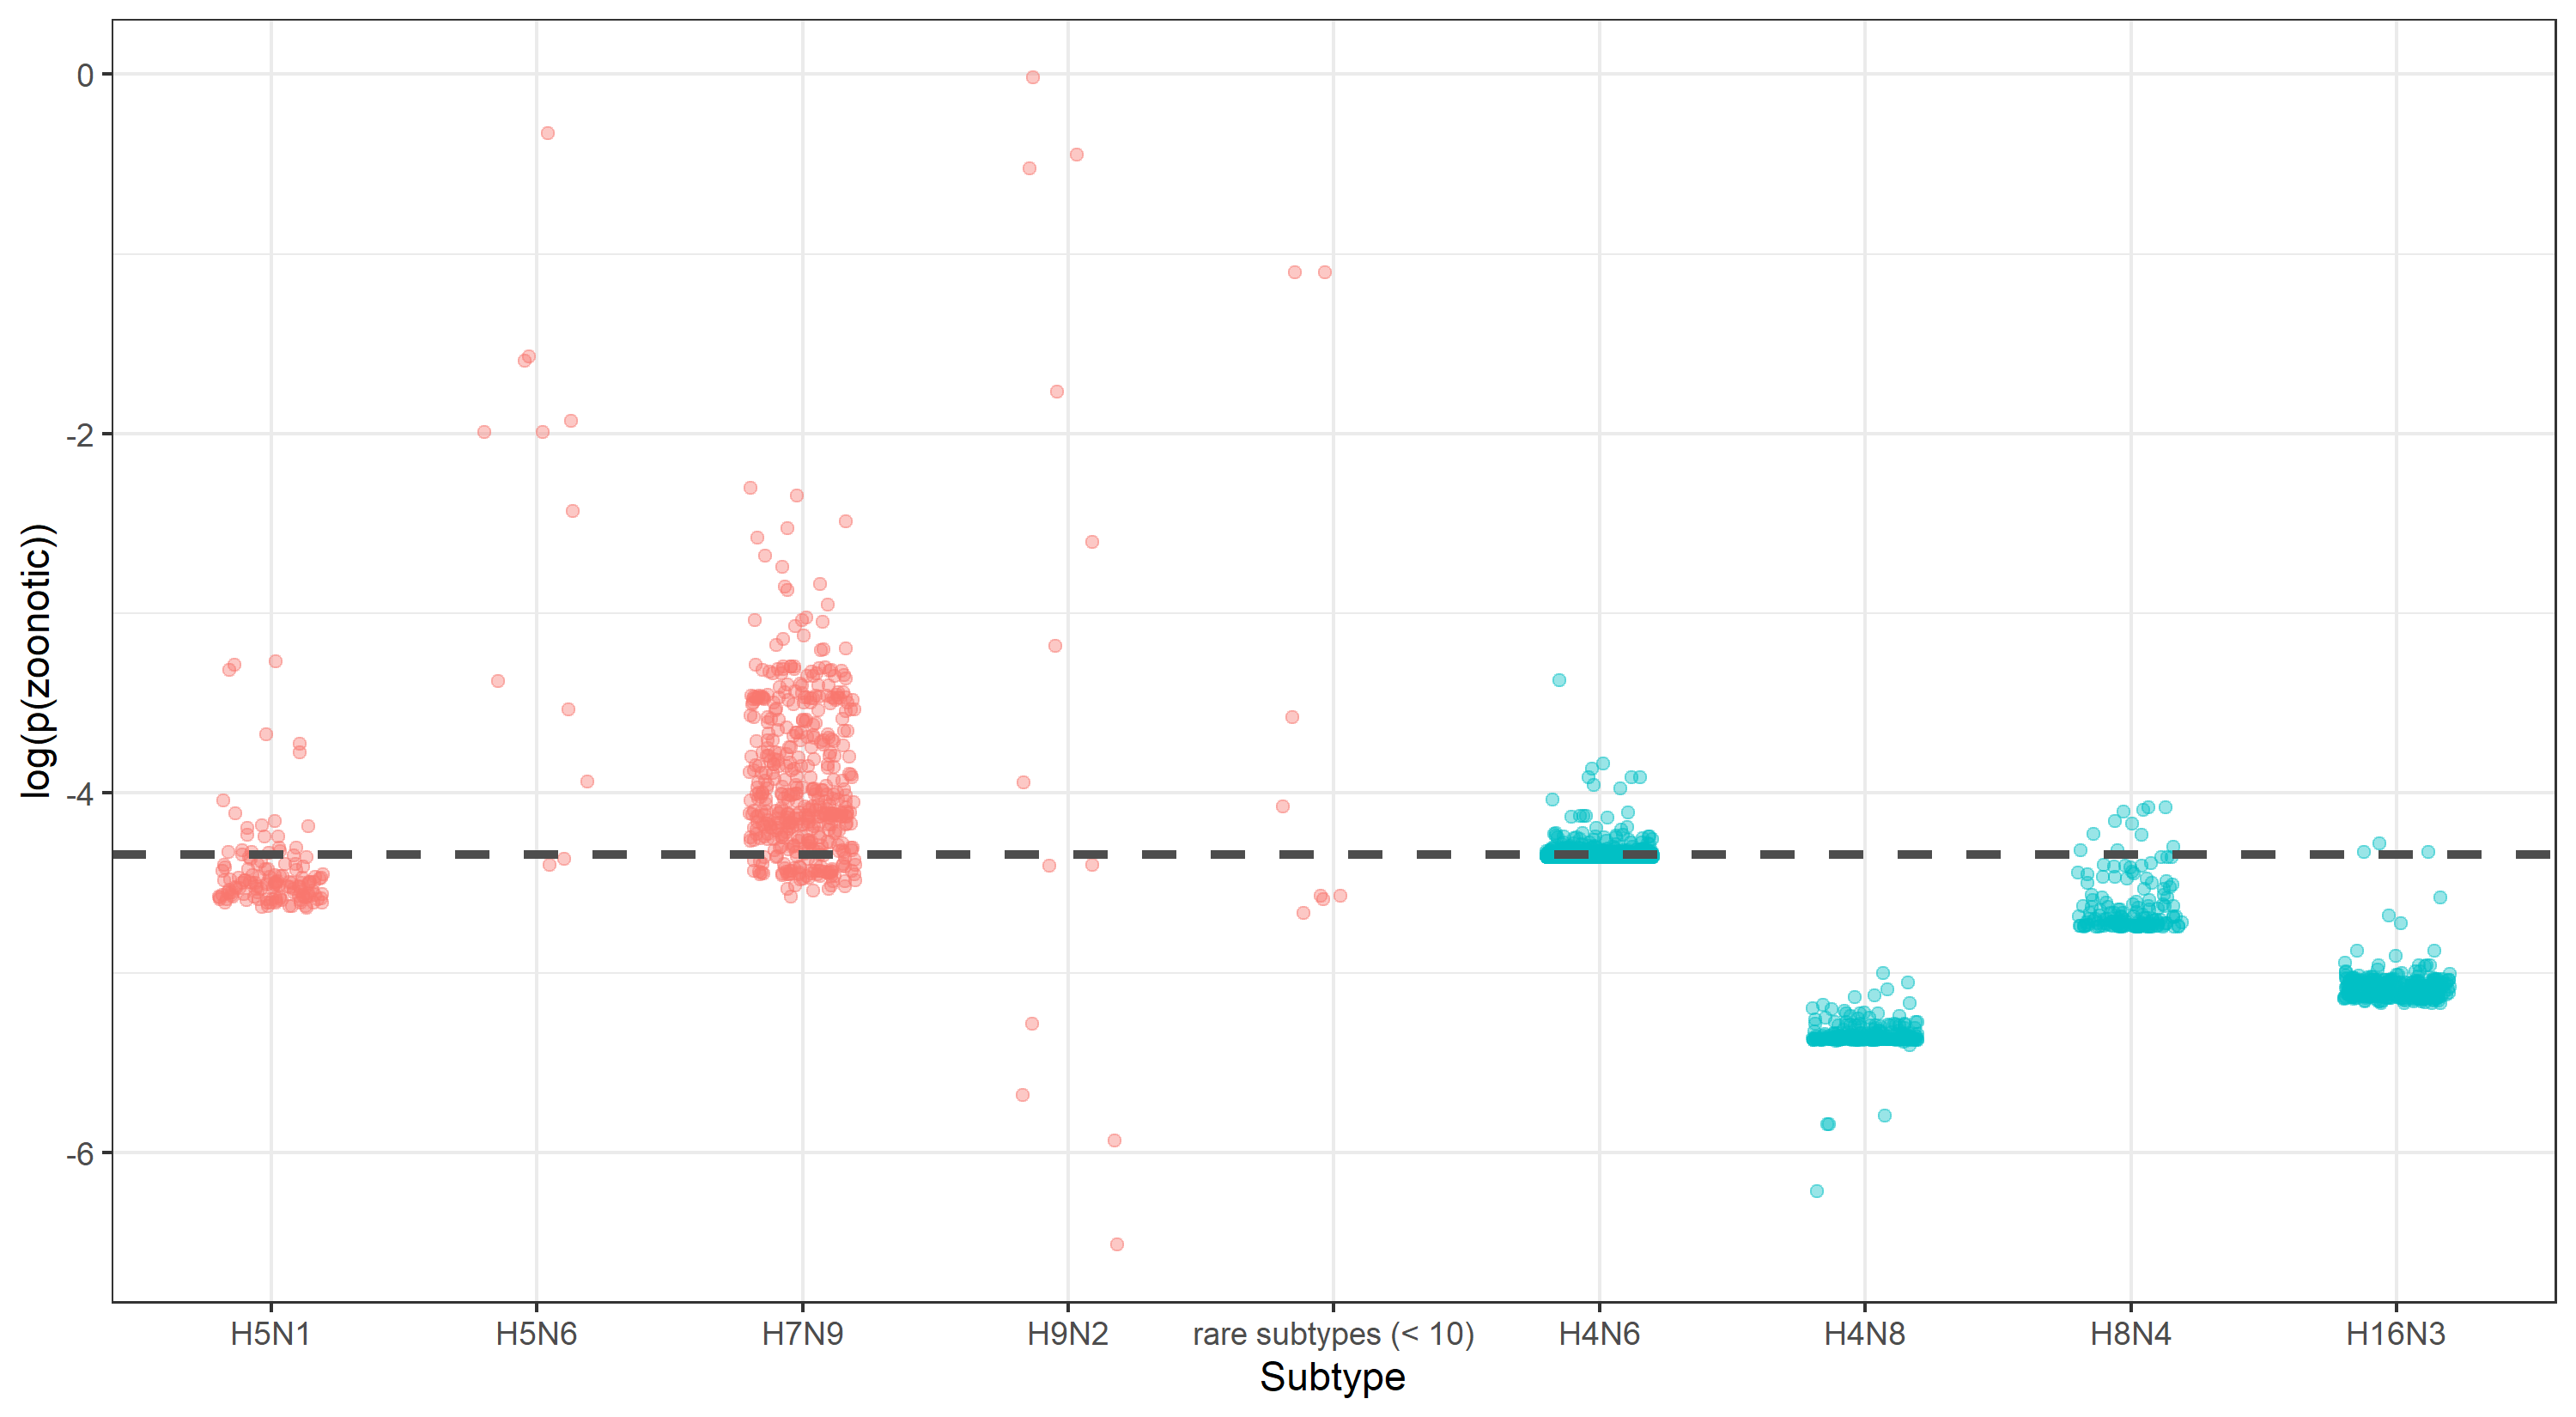 log(p(zoonotic))
0
-2
-4
-6
H5N1 H5N6 H7N9 H9N2 rare subtypes (< 10) H4N6 H4N8 H8N4 H16N3
Subtype